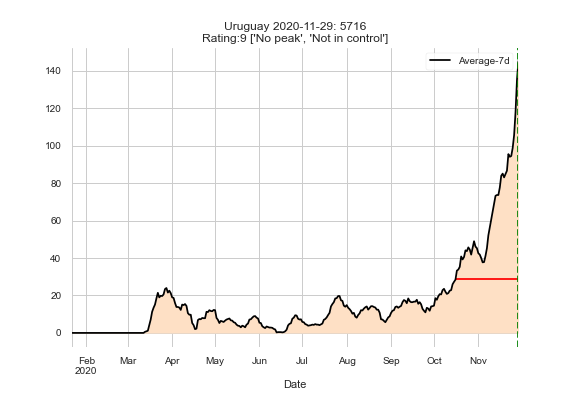 Uruguay 2020-11-29: 5716
Rating:9 ['No peak', 'Not in control']
Average-7d
140
120
100
80
60
40
20
0
Feb Mar Apr May Jun Jul Aug Sep Oct Nov
2020
Date